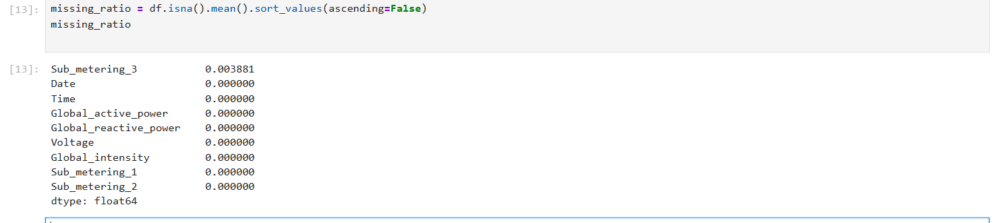 [13]: missing_ratio = df.isna().mean().sort_values(ascending=False)
missing_ratio
[13]: Sub_metering_3 0.003881
Date 0.000000
Time 0.000000
Global_active_power 0.000000
Global_reactive_power 0.000000
Voltage 0.000000
Global_intensity 0.000000
Sub_metering_1 0.000000
Sub_metering_2 0.000000
dtype: float64